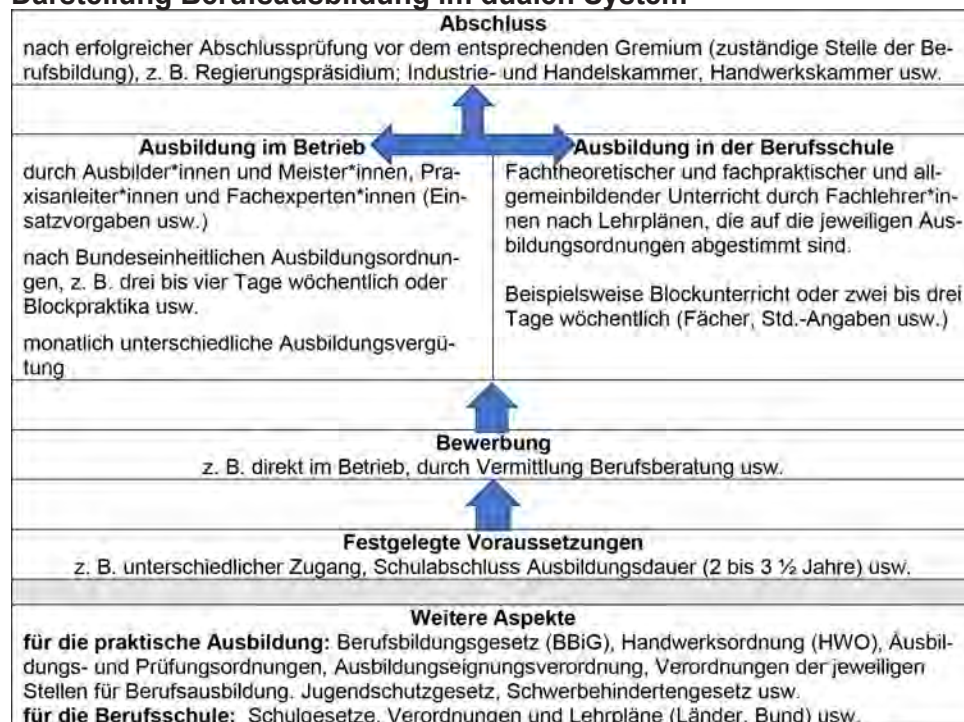 Darstellung Berufsausbildung im dualen System
Abschluss
nach erfolgreicher Abschlussprüfung vor dem entsprechenden Gremium (zuständige Stelle der Be-
rufsbildung), z. B. Regierungspräsidium; Industrie- und Handelskammer, Handwerkskammer usw.
Ausbildung im Betrieb
durch Ausbilder*innen und Meister*innen, Pra-
xisanleiter*innen und Fachexperten*innen (Ein-
satzvorgaben usw.)
nach Bundeseinheitlichen Ausbildungsordnun-
gen, z. B. drei bis vier Tage wöchentlich oder
Blockpraktika usw.
monatlich unterschiedliche Ausbildungsvergü-
tung
Ausbildung in der Berufsschule
Fachtheoretischer und fachpraktischer und all-
gemeinbildender Unterricht durch Fachlehrer*in-
nen nach Lehrplänen, die auf die jeweiligen Aus-
bildungsordnungen abgestimmt sind.
Beispielsweise Blockunterricht oder zwei bis drei
Tage wöchentlich (Fächer, Std.-Angaben usw.)
Bewerbung
z. B. direkt im Betrieb, durch Vermittlung Berufsberatung usw.
Festgelegte Voraussetzungen
z. B. unterschiedlicher Zugang, Schulabschluss Ausbildungsdauer (2 bis 3 ½ Jahre) usw.
Weitere Aspekte
für die praktische Ausbildung: Berufsbildungsgesetz (BBiG), Handwerksordnung (HWO), Ausbil-
dungs- und Prüfungsordnungen, Ausbildungseignungsverordnung, Verordnungen der jeweiligen
Stellen für Berufsausbildung. Jugendschutzgesetz, Schwerbehindertengesetz usw.
für die Berufsschule: Schulgesetze, Verordnungen und Lehrpläne (Länder, Bund) usw.